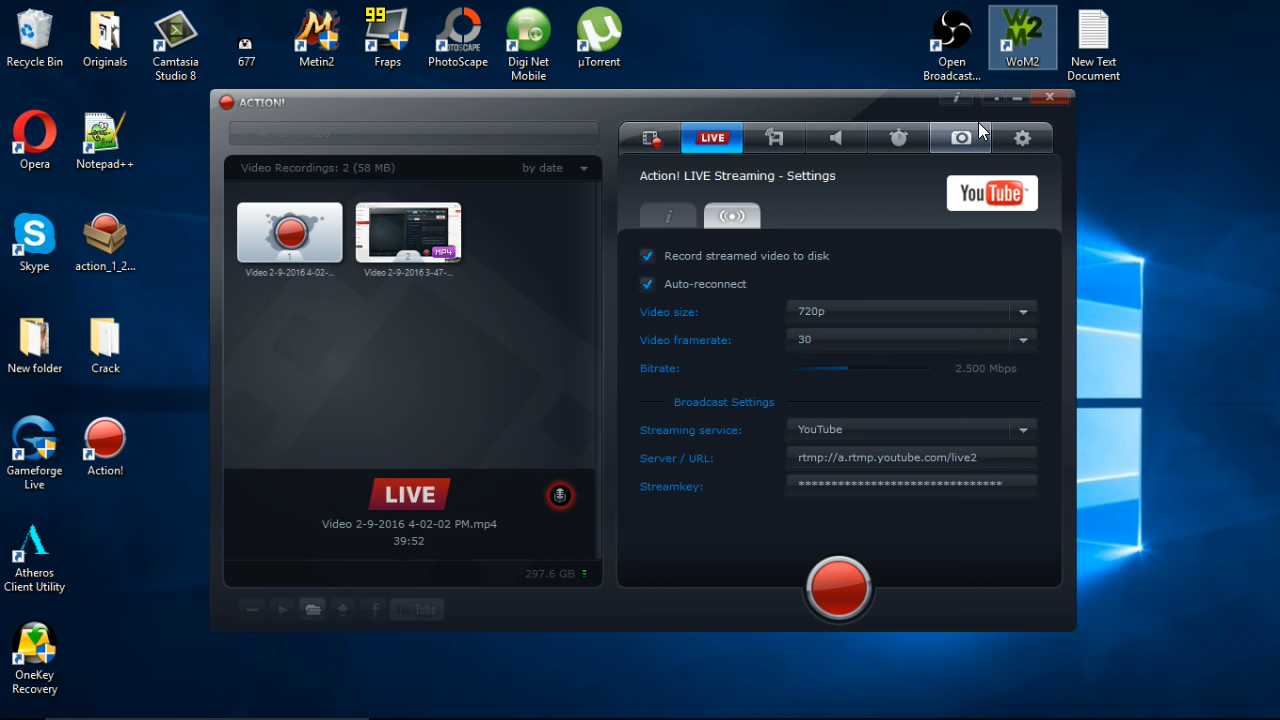 Recycle Bin
Originals
Camtasia
Studio 8
677
Metin2
99
Fraps
PHOTOSCAPE
PhotoScape
Digi Net
Mobile
µTorrent
Open
Broadcast...
WoM2
New Text
Document
Opera
Notepad++
Skype
action_1_2...
New folder
Crack
Gameforge
Live
Action!
Atheros
Client Utility
OneKey
Recovery
ACTION!
Video Recordings: 2 (58 MB)
by date
1
Video 2-9-2016 4-02-...
2
MP4
Video 2-9-2016 3-47-...
LIVE
Video 2-9-2016 4-02-02 PM.mp4
39:52
297.6 GB
YouTube
LIVE
Action! LIVE Streaming - Settings
YouTube
Record streamed video to disk
Auto-reconnect
Video size:
720p
Video framerate:
30
Bitrate:
2.500 Mbps
Broadcast Settings
Streaming service:
YouTube
Server / URL:
rtmp://a.rtmp.youtube.com/live2
Streamkey:
*******************************